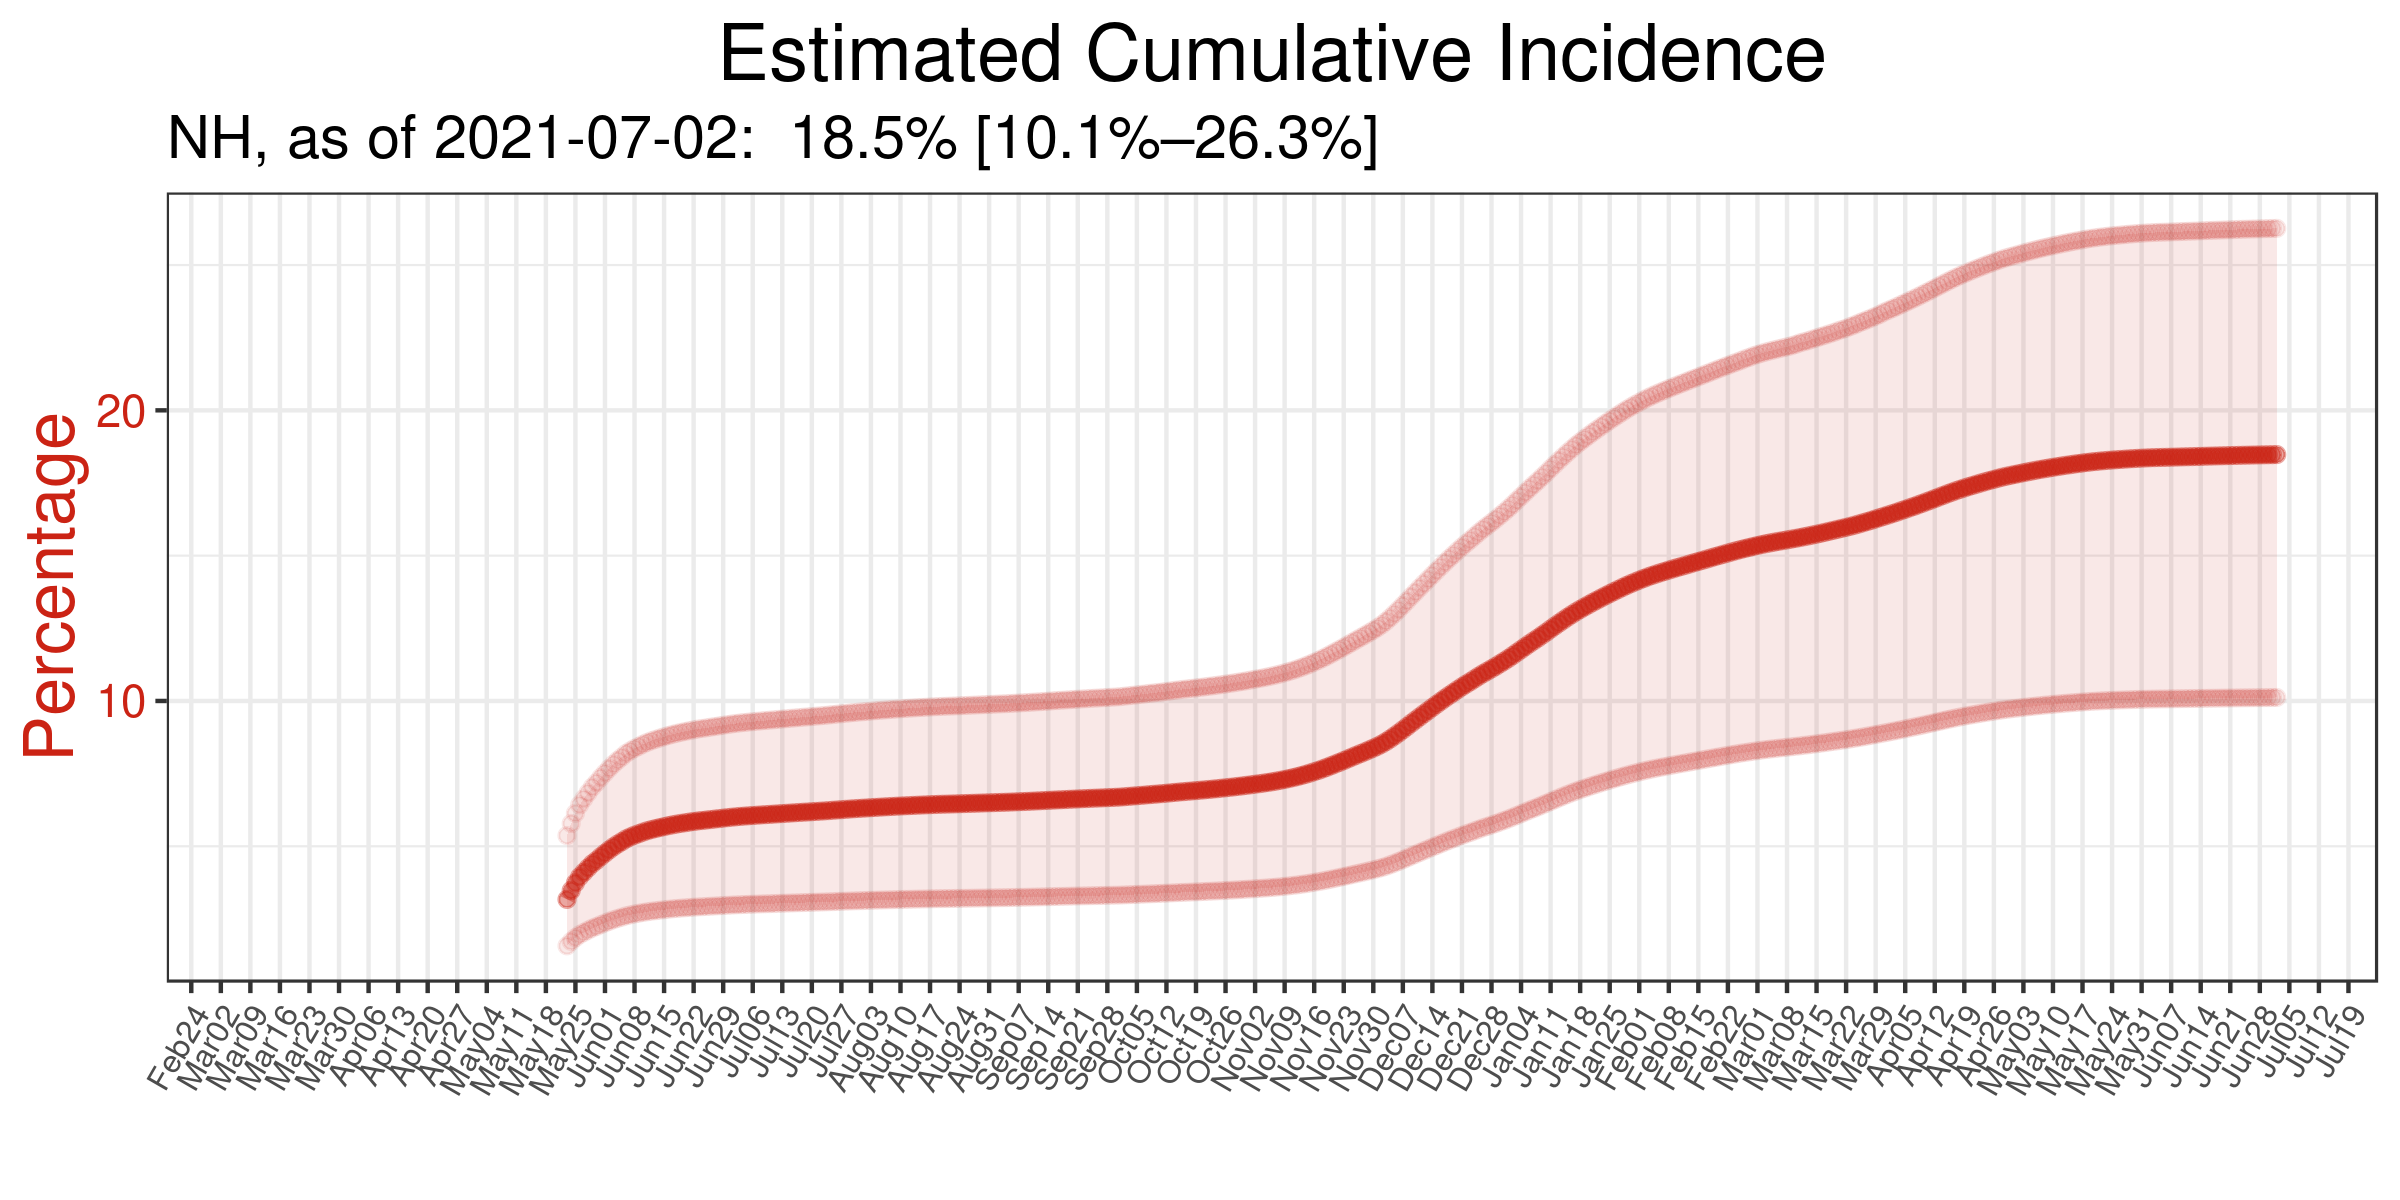 Estimated Cumulative Incidence
NH, as of 2021-07-02:  18.5% [10.1%–26.3%]
Percentage
20
10
Feb24
Mar02
Mar09
Mar16
Mar23
Mar30
Apr06
Apr13
Apr20
Apr27
May04
May11
May18
May25
Jun01
Jun08
Jun15
Jun22
Jun29
Jul06
Jul13
Jul20
Jul27
Aug03
Aug10
Aug17
Aug24
Aug31
Sep07
Sep14
Sep21
Sep28
Oct05
Oct12
Oct19
Oct26
Nov02
Nov09
Nov16
Nov23
Nov30
Dec07
Dec14
Dec21
Dec28
Jan04
Jan11
Jan18
Jan25
Feb01
Feb08
Feb15
Feb22
Mar01
Mar08
Mar15
Mar22
Mar29
Apr05
Apr12
Apr19
Apr26
May03
May10
May17
May24
May31
Jun07
Jun14
Jun21
Jun28
Jul05
Jul12
Jul19